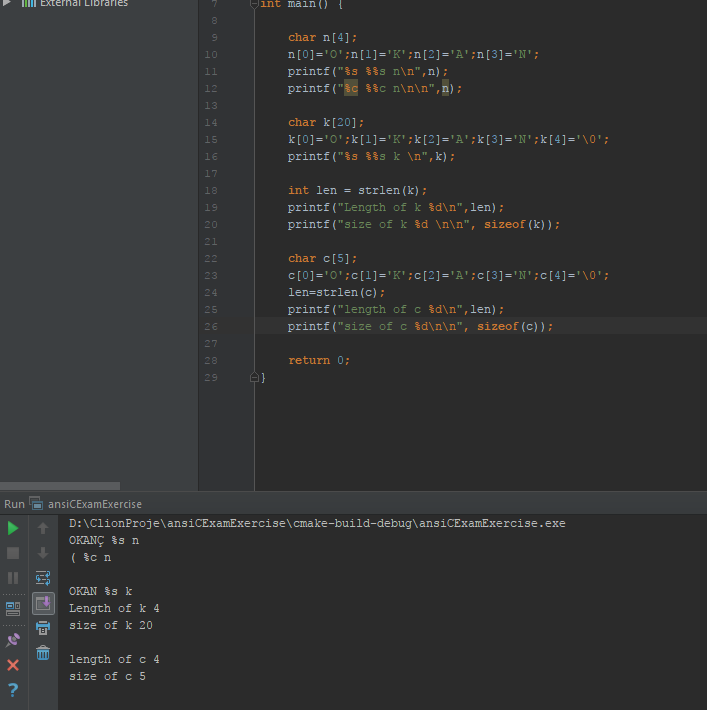 External Libraries
7 int main() {
8
9 char n[4];
10 n[0]='O';n[1]='K';n[2]='A';n[3]='N';
11 printf("%s %%s n\n",n);
12 printf("%c %%c n\n\n",n);
13
14 char k[20];
15 k[0]='O';k[1]='K';k[2]='A';k[3]='N';k[4]='\0';
16 printf("%s %%s k \n",k);
17
18 int len = strlen(k);
19 printf("Length of k %d\n",len);
20 printf("size of k %d \n\n", sizeof(k));
21
22 char c[5];
23 c[0]='O';c[1]='K';c[2]='A';c[3]='N';c[4]='\0';
24 len=strlen(c);
25 printf("length of c %d\n",len);
26 printf("size of c %d\n\n", sizeof(c));
27
28 return 0;
29 }
Run ansiCExamExercise
D:\ClionProje\ansiCExamExercise\cmake-build-debug\ansiCExamExercise.exe
OKANÇ %s n
( %c n
OKAN %s k
Length of k 4
size of k 20
length of c 4
size of c 5